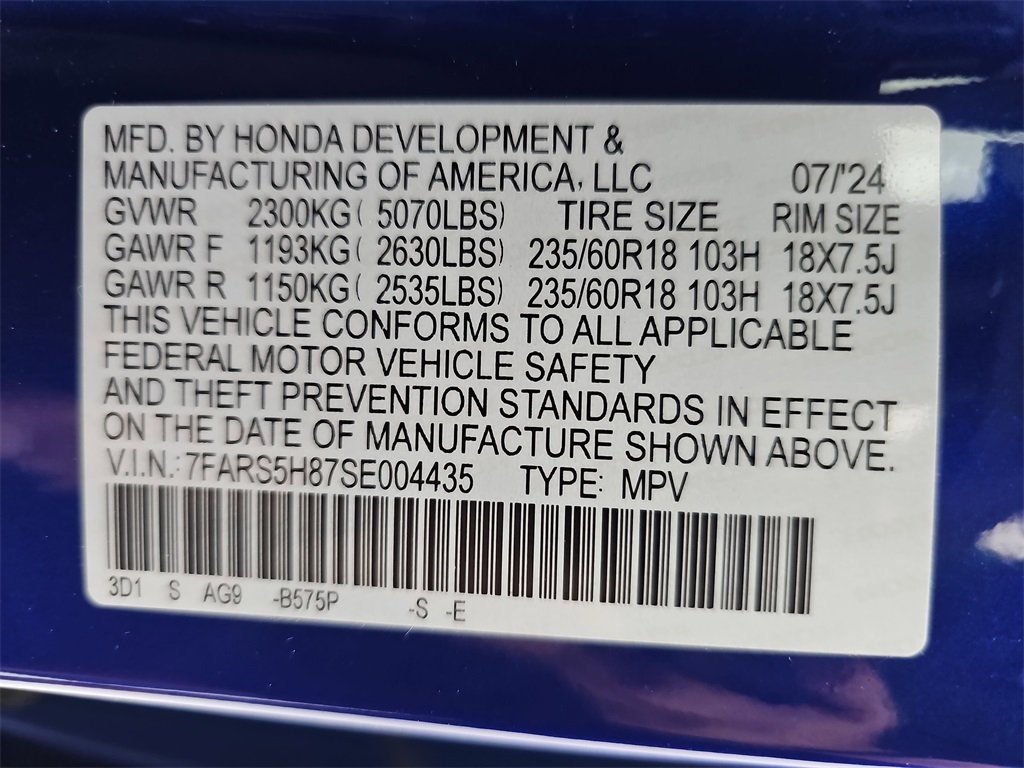 MFD. BY HONDA DEVELOPMENT &
MANUFACTURING OF AMERICA, LLC 07/'24
GVWR 2300KG( 5070LBS) TIRE SIZE RIM SIZE
GAWR F 1193KG( 2630LBS) 235/60R18 103H 18X7.5J
GAWR R 1150KG( 2535LBS) 235/60R18 103H 18X7.5J
THIS VEHICLE CONFORMS TO ALL APPLICABLE
FEDERAL MOTOR VEHICLE SAFETY
AND THEFT PREVENTION STANDARDS IN EFFECT
ON THE DATE OF MANUFACTURE SHOWN ABOVE.
V.I.N.: 7FARS5H87SE004435 TYPE: MPV
3D1 S AG9 -B575P -S -E